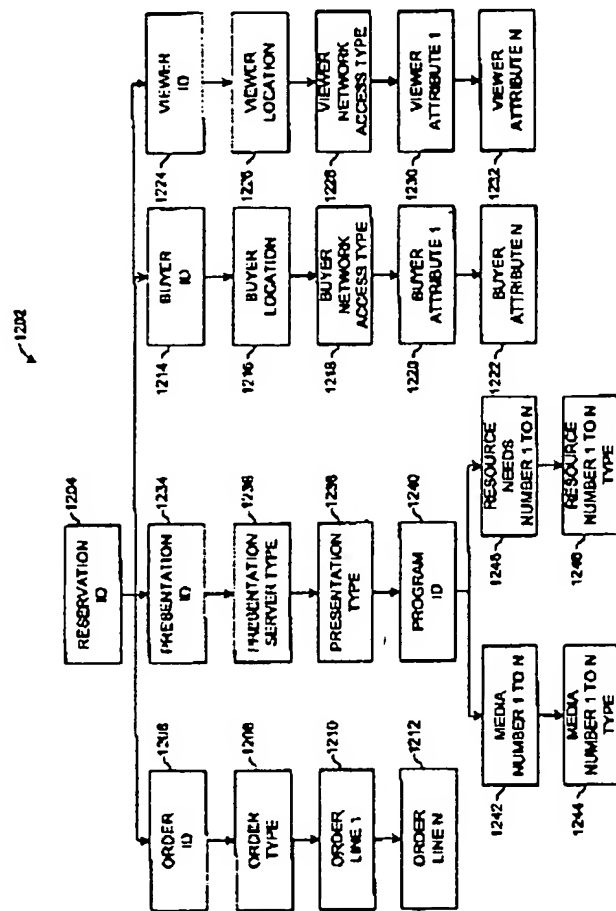 1202
1204
RESERVATION
ID
1208
ORDER
ID
1208
ORDER
TYPE
1210
ORDER
LINE 1
1212
ORDER
LINE N
1234
PRESENTATION
ID
1236
PRESENTATION
SERVER TYPE
1238
PRESENTATION
TYPE
1240
PROGRAM
ID
1242
MEDIA
NUMBER 1 TO N
1244
MEDIA
NUMBER 1 TO N
TYPE
1245
RESOURCE
NEEDS
NUMBER 1 TO N
1246
RESOURCE
NUMBER 1 TO N
TYPE
1214
BUYER
ID
1216
BUYER
LOCATION
1218
BUYER
NETWORK
ACCESS TYPE
1220
BUYER
ATTRIBUTE 1
1222
BUYER
ATTRIBUTE N
1224
VIEWER
ID
1226
VIEWER
LOCATION
1228
VIEWER
NETWORK
ACCESS TYPE
1230
VIEWER
ATTRIBUTE 1
1232
VIEWER
ATTRIBUTE N